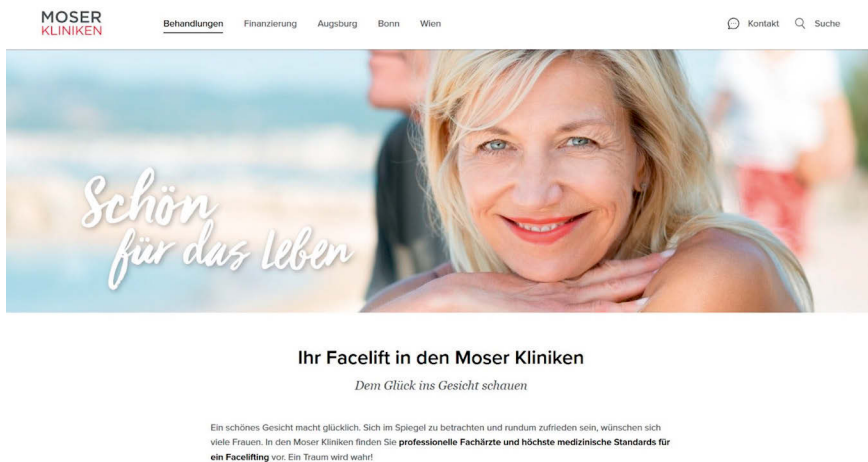 MOSER
KLINIKEN
Behandlungen Finanzierung Augsburg Bonn Wien
Kontakt Suche
Schön
für das Leben
Ihr Facelift in den Moser Kliniken
Dem Glück ins Gesicht schauen
Ein schönes Gesicht macht glücklich. Sich im Spiegel zu betrachten und rundum zufrieden sein, wünschen sich
viele Frauen. In den Moser Kliniken finden Sie professionelle Fachärzte und höchste medizinische Standards für
ein Facelifting vor. Ein Traum wird wahr!